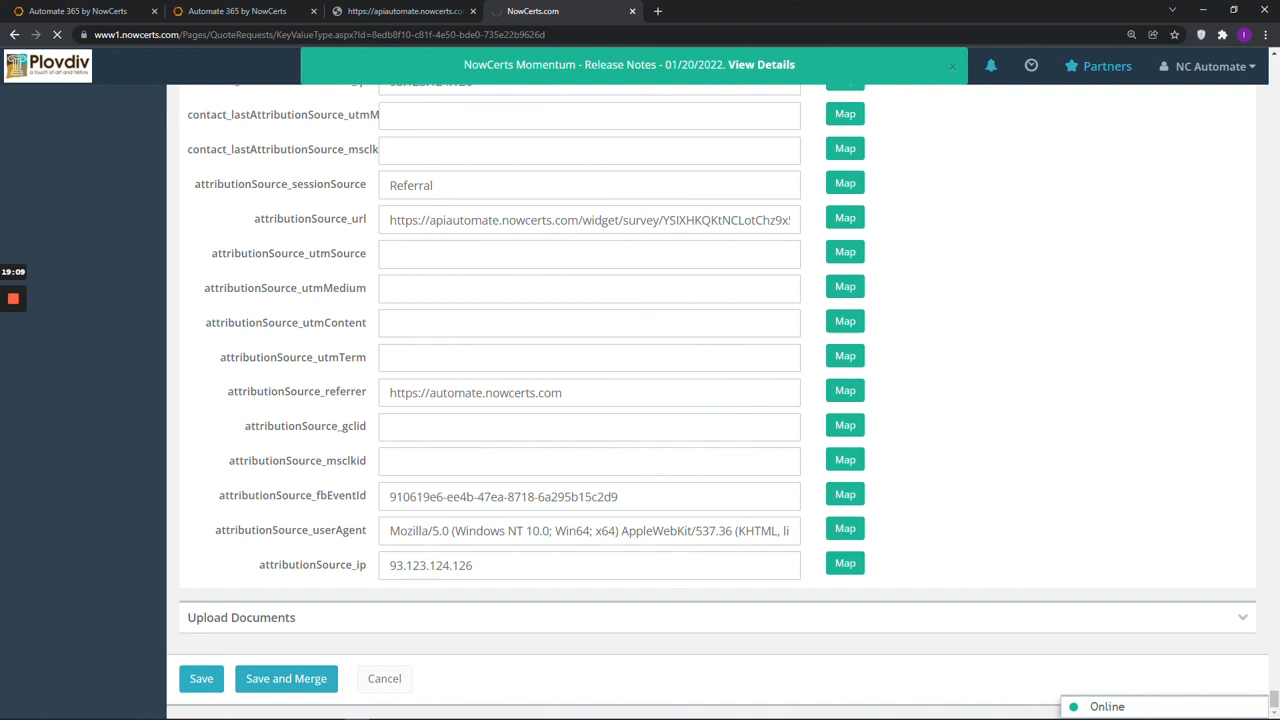 Automate 365 by NowCerts
Automate 365 by NowCerts
https://apiautomate.nowcerts.co
NowCerts.com
www1.nowcerts.com/Pages/QuoteRequests/KeyValueType.aspx?Id=8edb8f10-c81f-4e50-bde0-735e22b9626d
Plovdiv
a touch of art and history
NowCerts Momentum - Release Notes - 01/20/2022. View Details
Partners
NC Automate
contact_lastAttributionSource_utmM
Map
contact_lastAttributionSource_msclk
Map
attributionSource_sessionSource
Referral
Map
attributionSource_url
https://apiautomate.nowcerts.com/widget/survey/YSIXHKQKtNCLotChz9x
Map
attributionSource_utmSource
Map
attributionSource_utmMedium
Map
attributionSource_utmContent
Map
attributionSource_utmTerm
Map
attributionSource_referrer
https://automate.nowcerts.com
Map
attributionSource_gclid
Map
attributionSource_msclkid
Map
attributionSource_fbEventId
910619e6-ee4b-47ea-8718-6a295b15c2d9
Map
attributionSource_userAgent
Mozilla/5.0 (Windows NT 10.0; Win64; x64) AppleWebKit/537.36 (KHTML, li
Map
attributionSource_ip
93.123.124.126
Map
19:09
Upload Documents
Save
Save and Merge
Cancel
Online